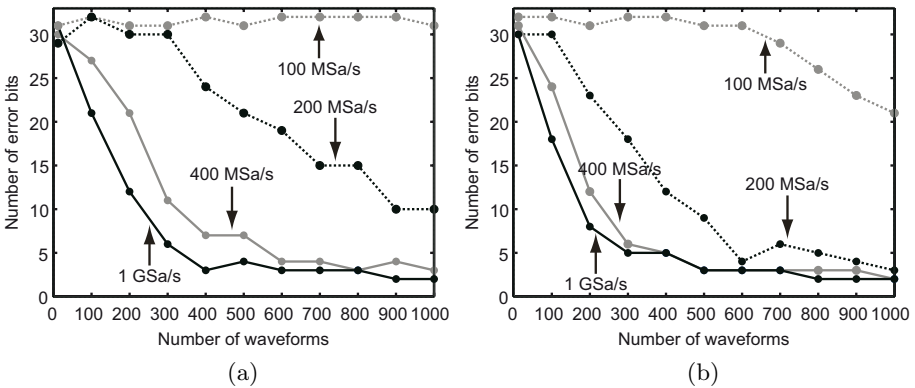 Number of error bits
30
25
20
15
10
5
0
100 MSa/s
200 MSa/s
400 MSa/s
1 GSa/s
0 100 200 300 400 500 600 700 800 900 1000
Number of waveforms
(a)
Number of error bits
30
25
20
15
10
5
0
100 MSa/s
400 MSa/s
200 MSa/s
1 GSa/s
0 100 200 300 400 500 600 700 800 900 1000
Number of waveforms
(b)